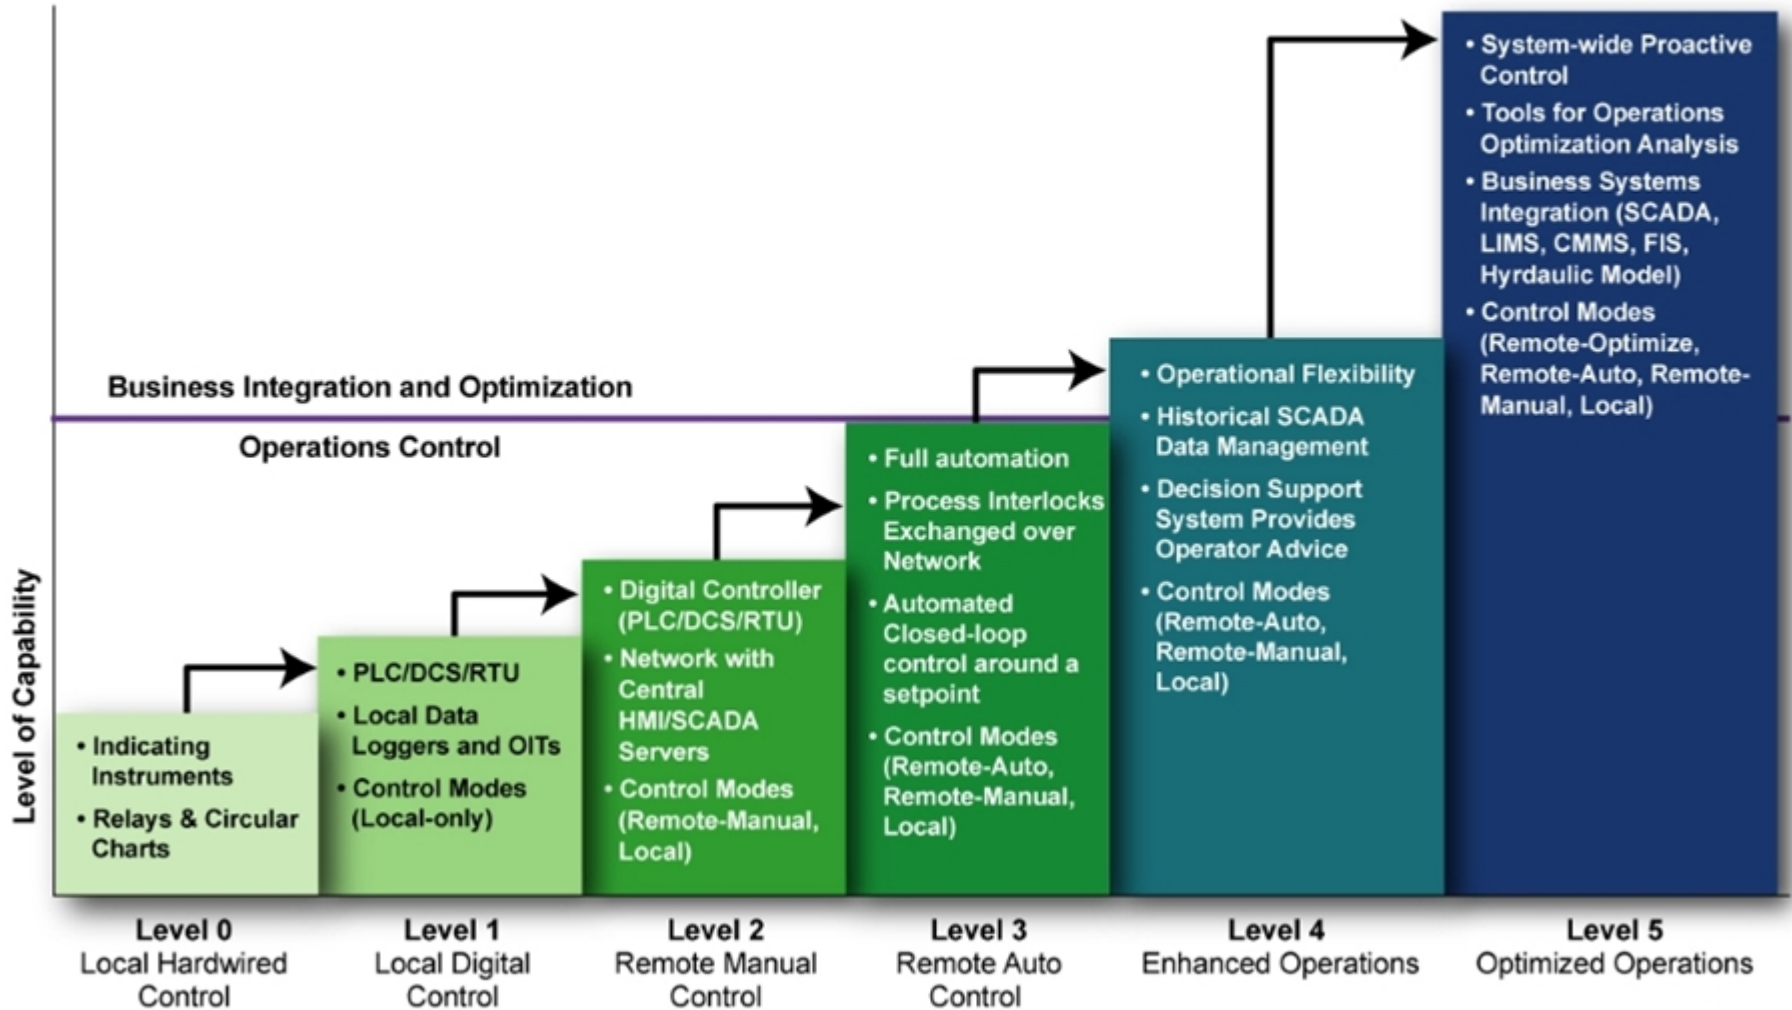 Level of Capability
Business Integration and Optimization
Operations Control
• Indicating
Instruments
• Relays & Circular
Charts
• PLC/DCS/RTU
• Local Data
Loggers and OITs
• Control Modes
(Local-only)
• Digital Controller
(PLC/DCS/RTU)
• Network with
Central
HMI/SCADA
Servers
• Control Modes
(Remote-Manual,
Local)
• Full automation
• Process Interlocks
Exchanged over
Network
• Automated
Closed-loop
control around a
setpoint
• Control Modes
(Remote-Auto,
Remote-Manual,
Local)
• Operational Flexibility
• Historical SCADA
Data Management
• Decision Support
System Provides
Operator Advice
• Control Modes
(Remote-Auto,
Remote-Manual,
Local)
• System-wide Proactive
Control
• Tools for Operations
Optimization Analysis
• Business Systems
Integration (SCADA,
LIMS, CMMS, FIS,
Hyrdaulic Model)
• Control Modes
(Remote-Optimize,
Remote-Auto, Remote-
Manual, Local)
Level 0
Local Hardwired
Control
Level 1
Local Digital
Control
Level 2
Remote Manual
Control
Level 3
Remote Auto
Control
Level 4
Enhanced Operations
Level 5
Optimized Operations